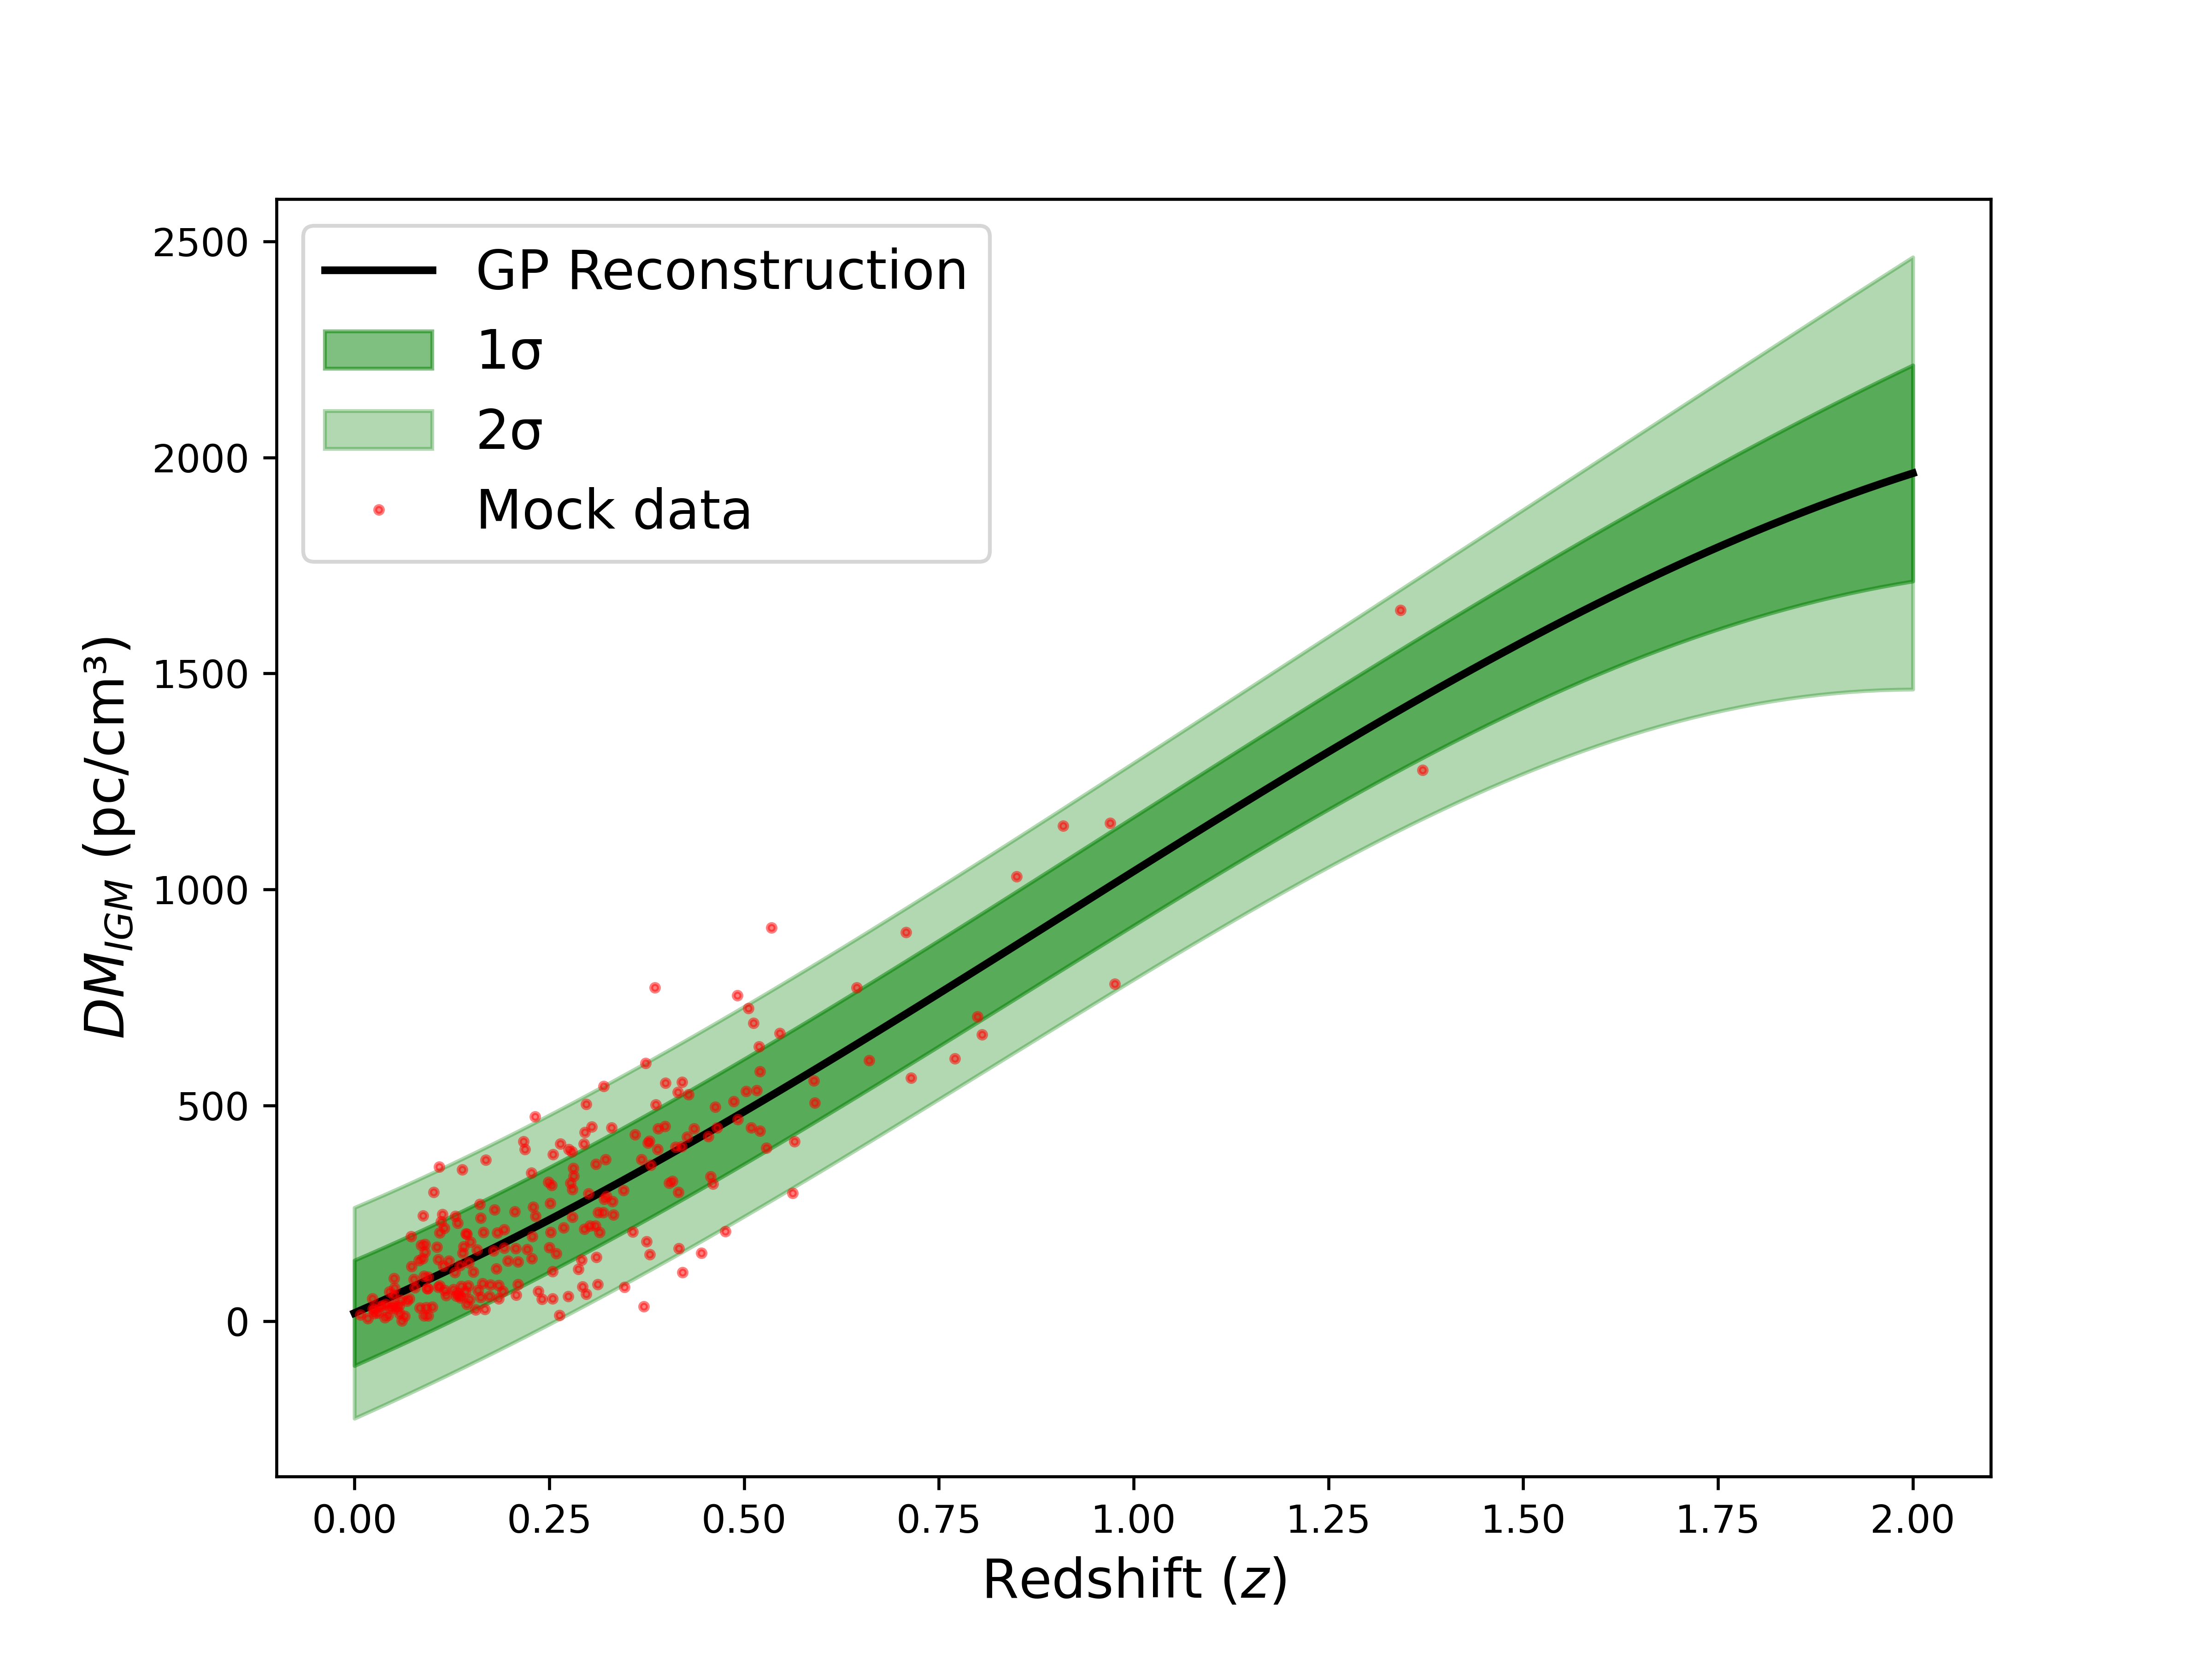 GP Reconstruction
1σ
2σ
Mock data
2500
2000
1500
1000
500
0
DM_IGM (pc/cm³)
0.00 0.25 0.50 0.75 1.00 1.25 1.50 1.75 2.00
Redshift (z)